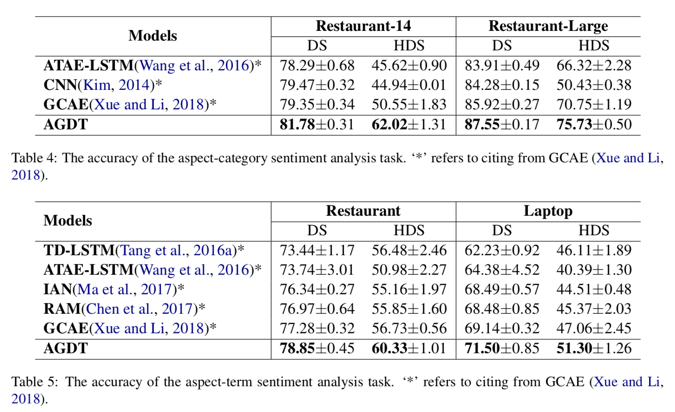 Models Restaurant-14 Restaurant-Large
DS HDS DS HDS
ATAE-LSTM(Wang et al., 2016)* 78.29±0.68 45.62±0.90 83.91±0.49 66.32±2.28
CNN(Kim, 2014)* 79.47±0.32 44.94±0.01 84.28±0.15 50.43±0.38
GCAE(Xue and Li, 2018)* 79.35±0.34 50.55±1.83 85.92±0.27 70.75±1.19
AGDT 81.78±0.31 62.02±1.31 87.55±0.17 75.73±0.50
Table 4: The accuracy of the aspect-category sentiment analysis task. ‘*’ refers to citing from GCAE (Xue and Li,
2018).
Models Restaurant Laptop
DS HDS DS HDS
TD-LSTM(Tang et al., 2016a)* 73.44±1.17 56.48±2.46 62.23±0.92 46.11±1.89
ATAE-LSTM(Wang et al., 2016)* 73.74±3.01 50.98±2.27 64.38±4.52 40.39±1.30
IAN(Ma et al., 2017)* 76.34±0.27 55.16±1.97 68.49±0.57 44.51±0.48
RAM(Chen et al., 2017)* 76.97±0.64 55.85±1.60 68.48±0.85 45.37±2.03
GCAE(Xue and Li, 2018)* 77.28±0.32 56.73±0.56 69.14±0.32 47.06±2.45
AGDT 78.85±0.45 60.33±1.01 71.50±0.85 51.30±1.26
Table 5: The accuracy of the aspect-term sentiment analysis task. ‘*’ refers to citing from GCAE (Xue and Li,
2018).